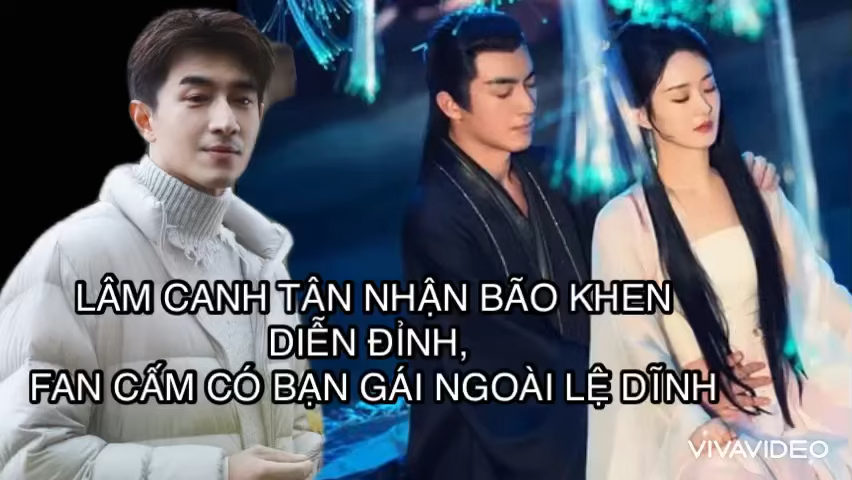 LÂM CANH TÂN NHẬN BÃO KHEN
DIỄN ĐỈNH,
FAN CẤM CÓ BẠN GÁI NGOÀI LỆ DĨNH
VIVAVIDEO